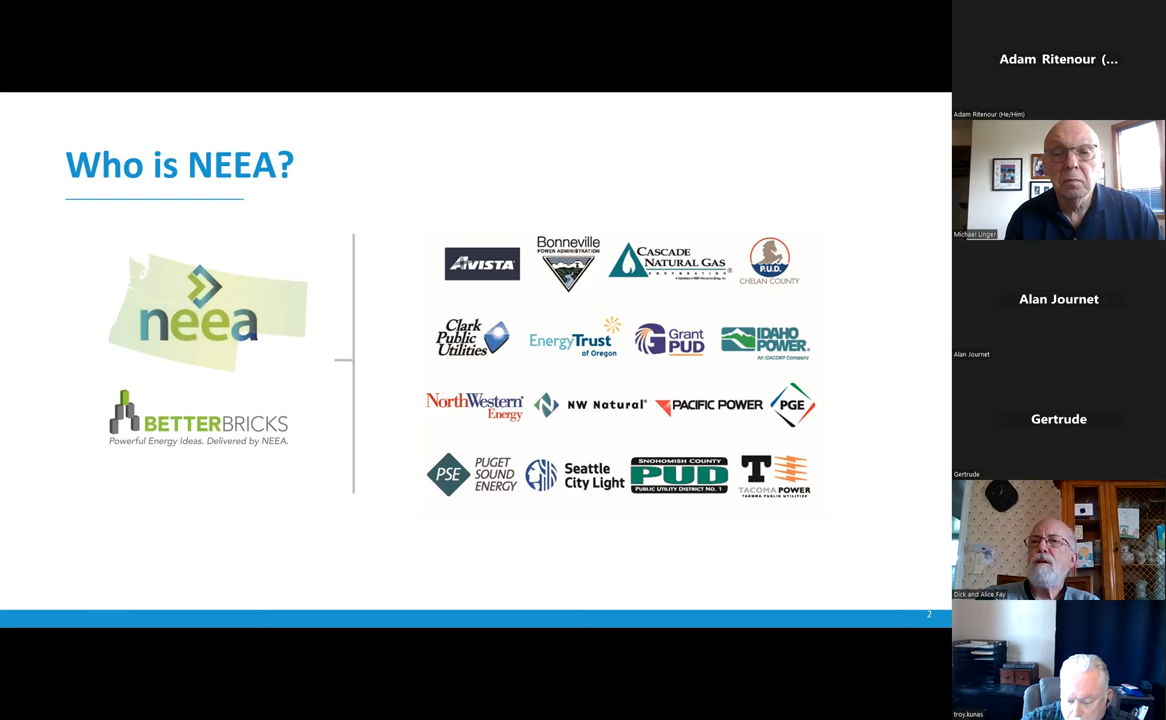 Who is NEEA?
neea
BETTERBRICKS
Powerful Energy Ideas. Delivered by NEEA.
AVISTA
Bonneville
POWER ADMINISTRATION
CASCADE
NATURAL GAS
CORPORATION
P.U.D.
CHELAN COUNTY
Clark
Public
Utilities
EnergyTrust
of Oregon
Grant
PUD
IDAHO
POWER
An IDACORP Company
NorthWestern
Energy
NW Natural®
PACIFIC POWER
PGE
PSE
PUGET
SOUND
ENERGY
Seattle
City Light
SNOHOMISH COUNTY
PUD
PUBLIC UTILITY DISTRICT NO. 1
T
TACOMA POWER
TACOMA PUBLIC UTILITIES
2
Adam Ritenour (...
Adam Ritenour (He/Him)
Michael Unger
Alan Journet
Alan Journet
Gertrude
Gertrude
Dick and Alice Fay
troy.kunas